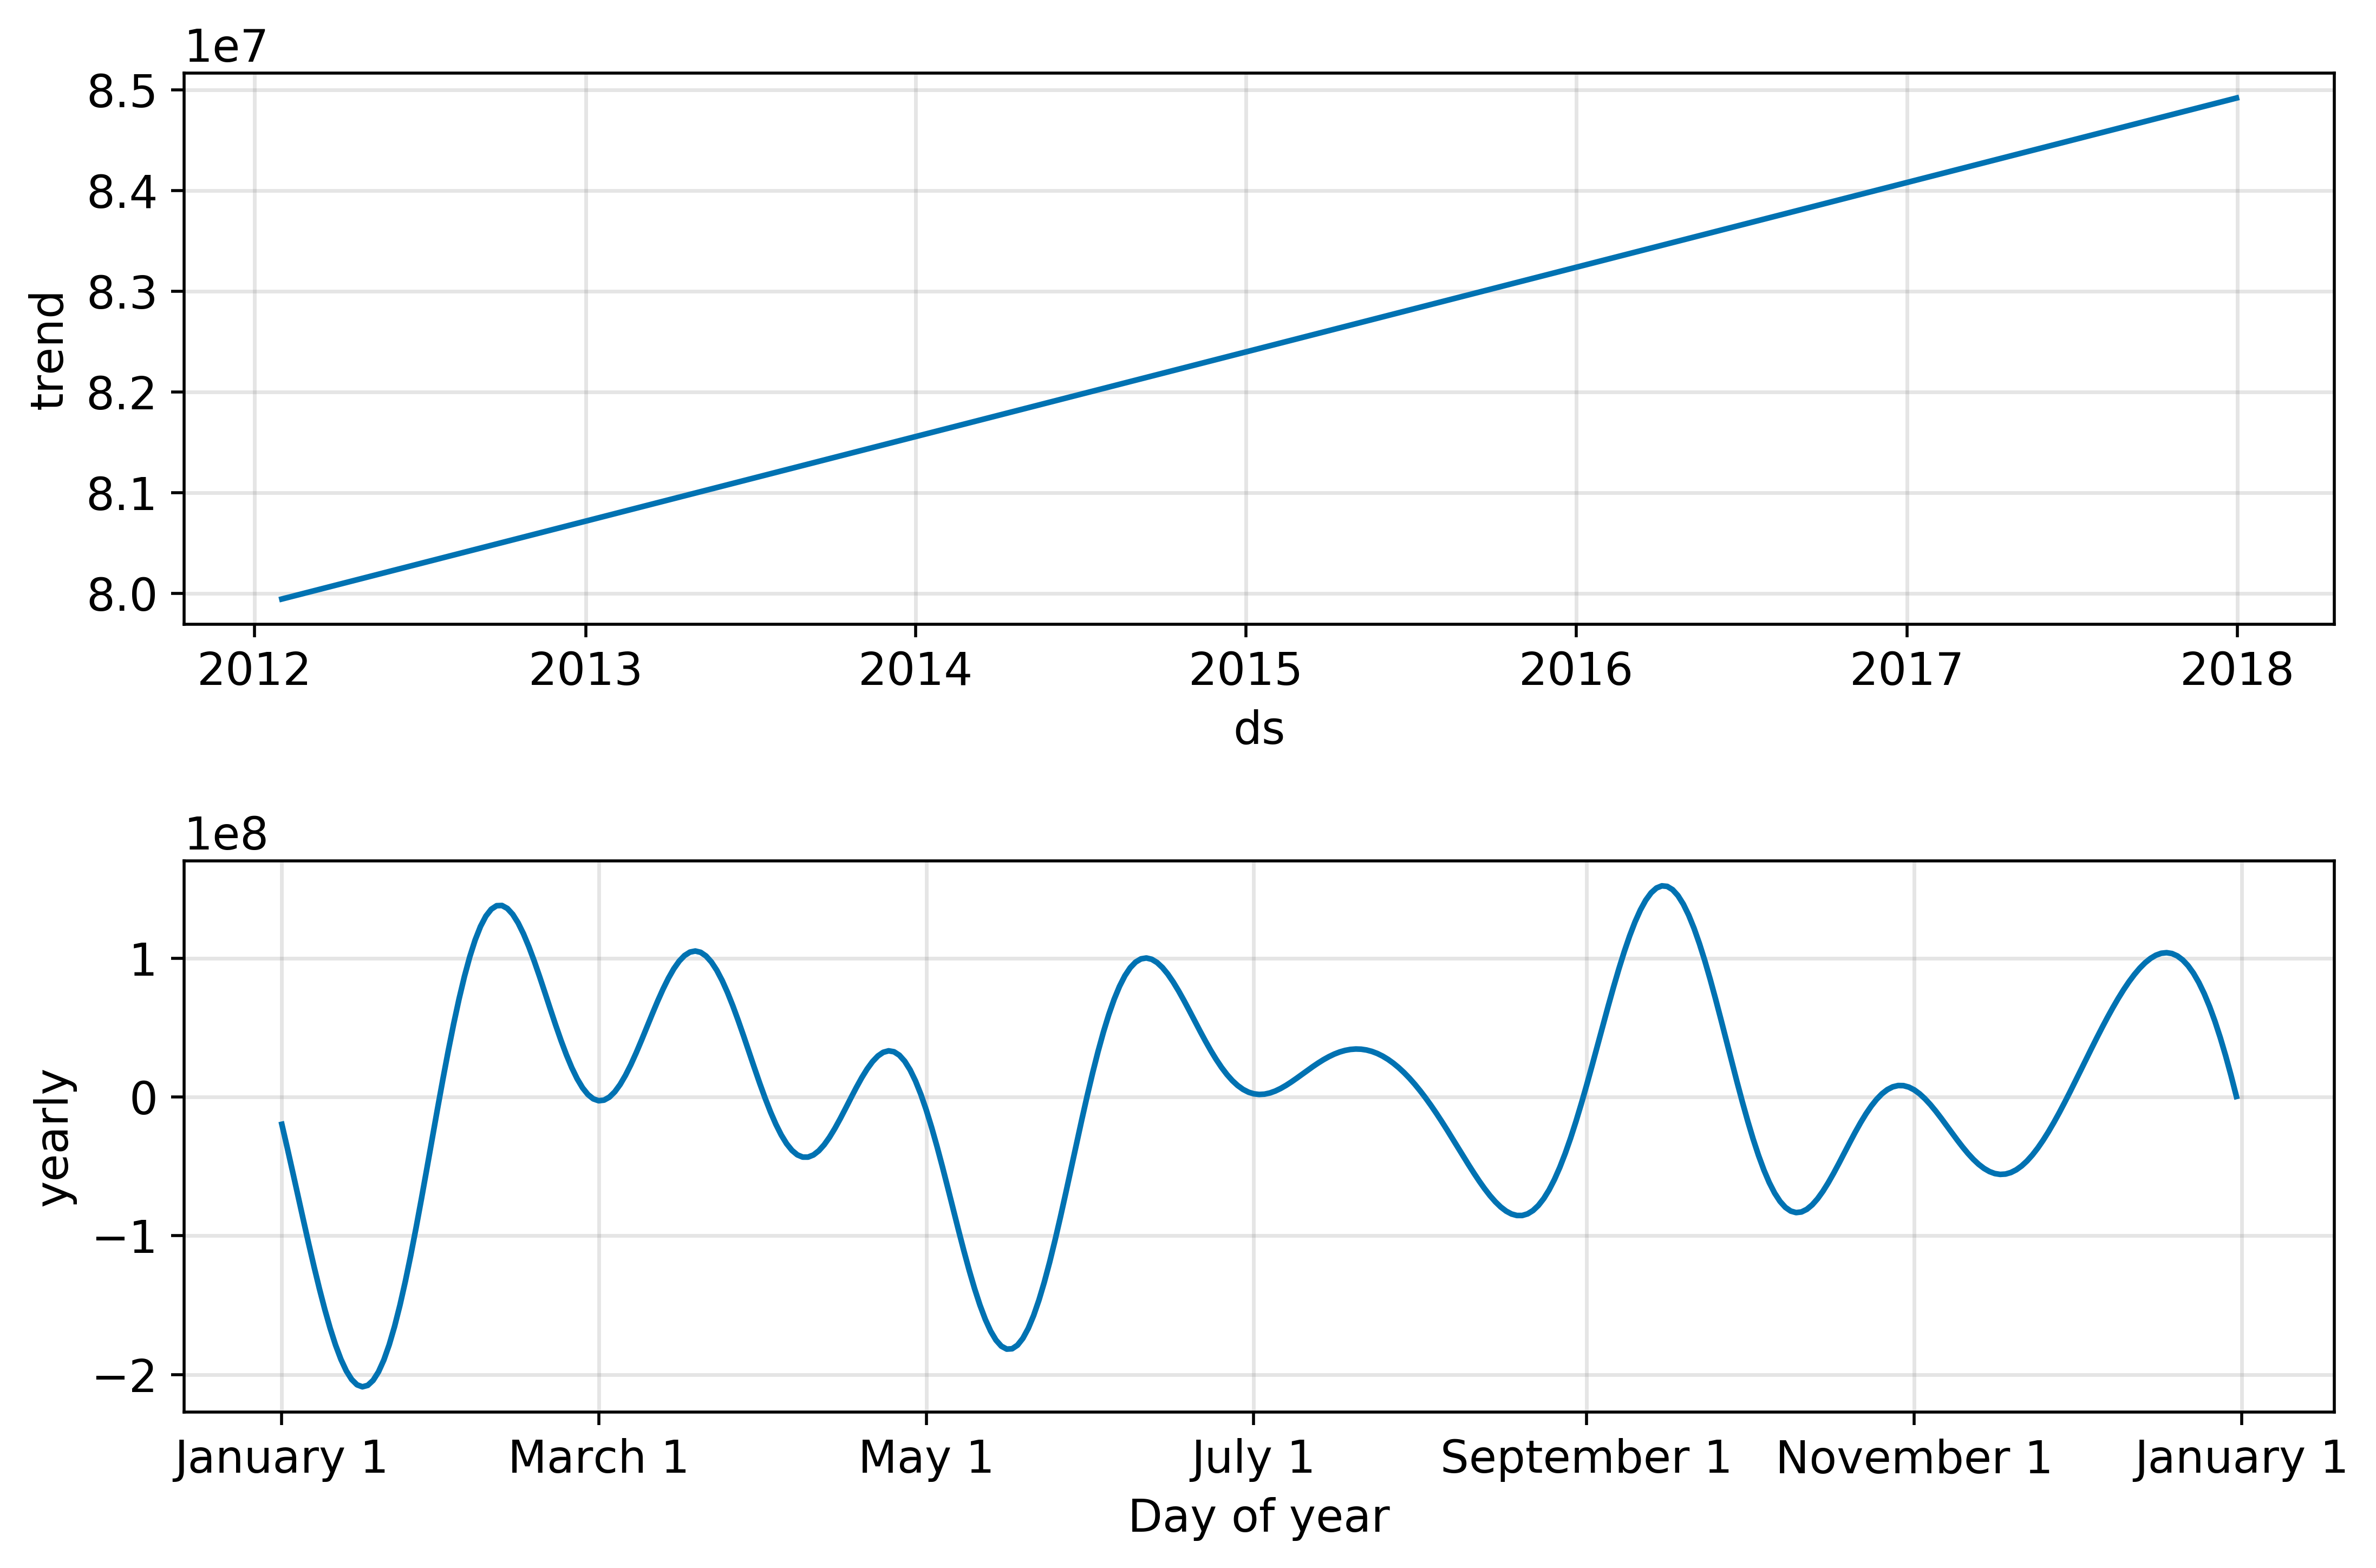 1e7
8.5
8.4
8.3
8.2
8.1
8.0
trend
2012 2013 2014 2015 2016 2017 2018
ds
1e8
1
0
−1
−2
yearly
January 1 March 1 May 1 July 1 September 1 November 1 January 1
Day of year